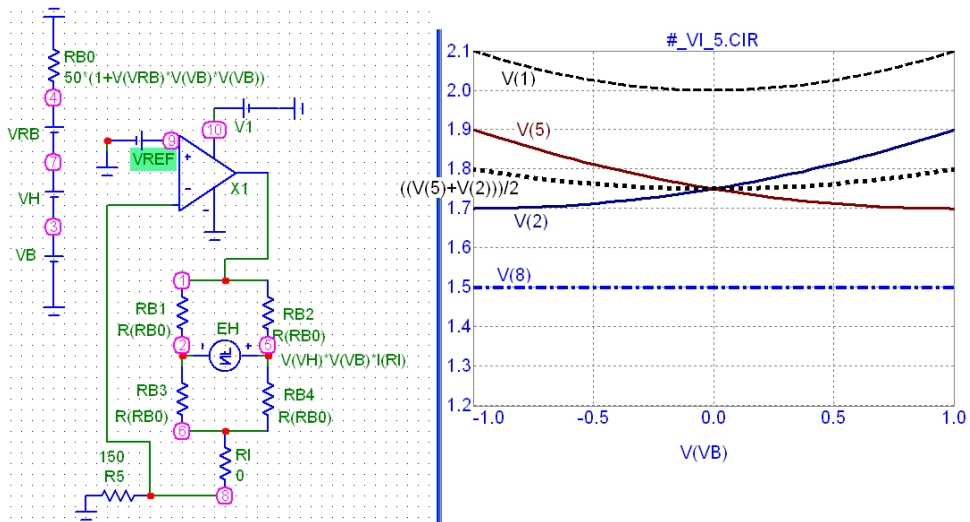 RB0
50*(1+V(VRB)*V(VB)*V(VB))
4
VRB
7
VH
3
VB
10
V1
9
VREF
+
-
-
X1
1
RB1
R(RB0)
RB2
R(RB0)
EH
2
+
+
5
V(VH)*V(VB)*I(RI)
RB3
R(RB0)
RB4
R(RB0)
6
RI
0
150
R5
8
#_VI_5.CIR
2.1
2.0
1.9
1.8
1.7
1.6
1.5
1.4
1.3
1.2
V(1)
V(5)
((V(5)+V(2)))/2
V(2)
V(8)
-1.0
-0.5
0.0
0.5
1.0
V(VB)